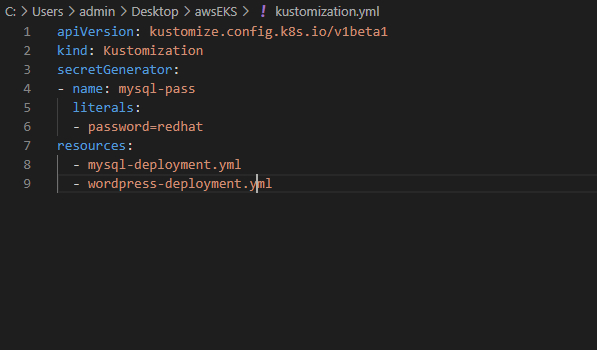 C: > Users > admin > Desktop > awsEKS > ! kustomization.yml
1 apiVersion: kustomize.config.k8s.io/v1beta1
2 kind: Kustomization
3 secretGenerator:
4 - name: mysql-pass
5   literals:
6   - password=redhat
7 resources:
8   - mysql-deployment.yml
9   - wordpress-deployment.yml